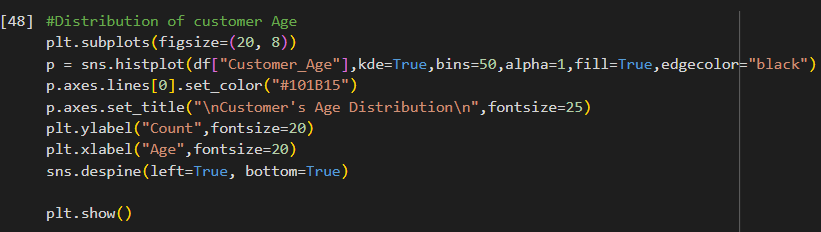 [48] #Distribution of customer Age
plt.subplots(figsize=(20, 8))
p = sns.histplot(df["Customer_Age"],kde=True,bins=50,alpha=1,fill=True,edgecolor="black")
p.axes.lines[0].set_color("#101B15")
p.axes.set_title("\nCustomer's Age Distribution\n",fontsize=25)
plt.ylabel("Count",fontsize=20)
plt.xlabel("Age",fontsize=20)
sns.despine(left=True, bottom=True)
plt.show()